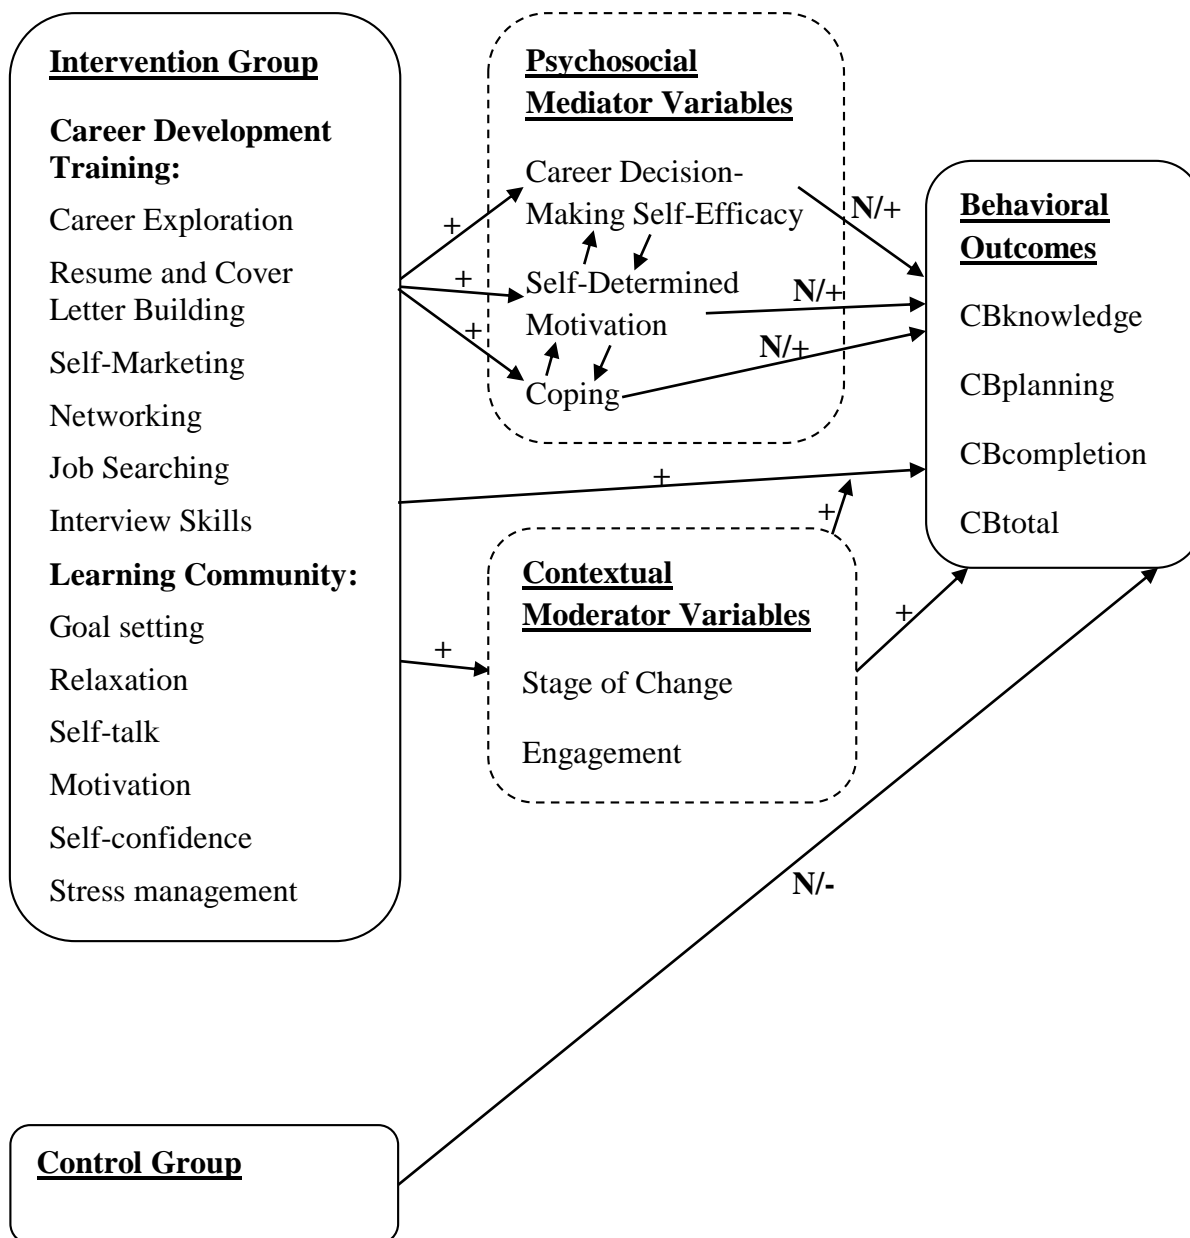 Intervention Group
Career Development
Training:
Career Exploration
Resume and Cover
Letter Building
Self-Marketing
Networking
Job Searching
Interview Skills
Learning Community:
Goal setting
Relaxation
Self-talk
Motivation
Self-confidence
Stress management
+
+
+
+
+
Psychosocial
Mediator Variables
Career Decision-
Making Self-Efficacy
Self-Determined
Motivation
Coping
N/+
N/+
N/+
+
Contextual
Moderator Variables
Stage of Change
Engagement
+
Behavioral
Outcomes
CBknowledge
CBplanning
CBcompletion
CBtotal
N/-
Control Group